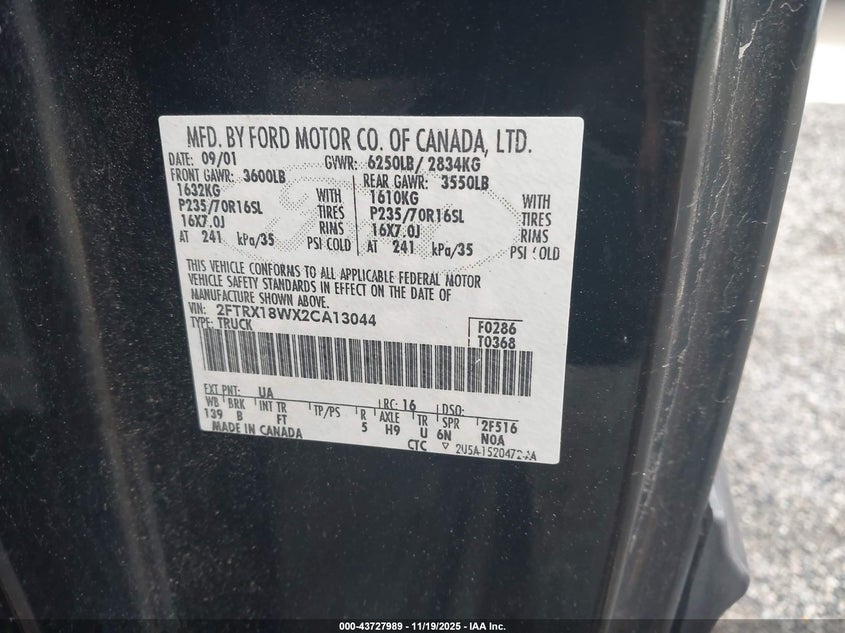 MFD. BY FORD MOTOR CO. OF CANADA, LTD.
DATE: 09/01 GVWR: 6250LB/2834KG
FRONT GAWR: 3600LB REAR GAWR: 3550LB
1632KG WITH 1610KG WITH
P235/70R16SL TIRES P235/70R16SL TIRES
16X7.0J RIMS 16X7.0J RIMS
AT 241 kPa/35 PSI COLD AT 241 kPa/35 PSI COLD
THIS VEHICLE CONFORMS TO ALL APPLICABLE FEDERAL MOTOR
VEHICLE SAFETY STANDARDS IN EFFECT ON THE DATE OF
MANUFACTURE SHOWN ABOVE.
VIN: 2FTRX18WX2CA13044 F0286
TYPE: TRUCK T0368
EXT PNT: UA RC: 16 DSO:
WB BRK INT TR TP/PS R AXLE TR SPR 2F516
139 B FT 5 H9 U 6N N0A
MADE IN CANADA CTC ▽ 2U5A-1520472-AA
000-43727989 - 11/19/2025 - IAA Inc.